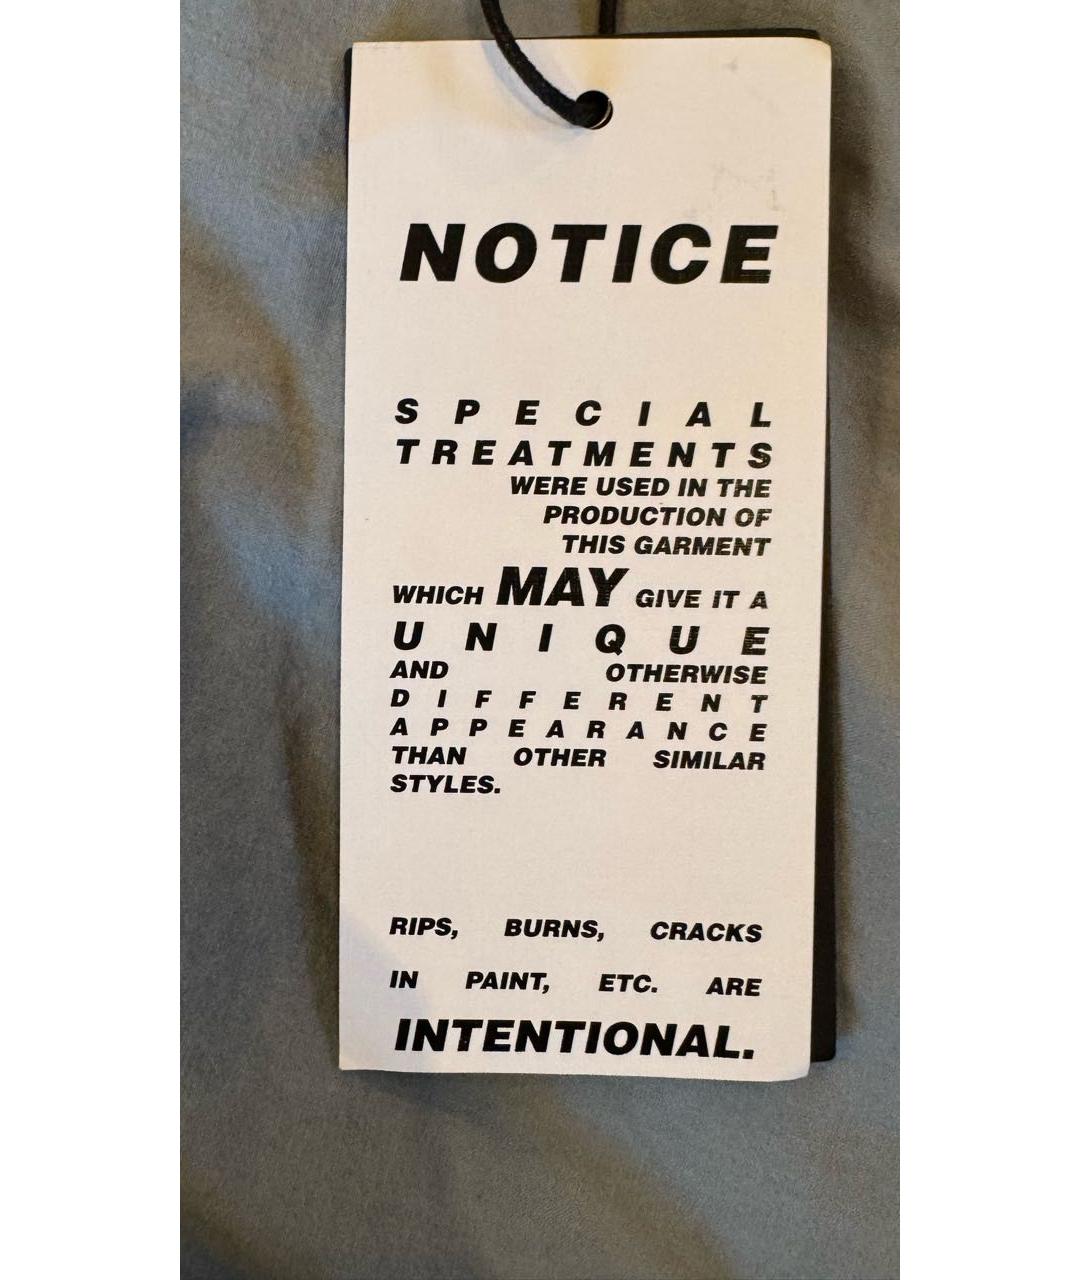 NOTICE
SPECIAL
TREATMENTS
WERE USED IN THE
PRODUCTION OF
THIS GARMENT
WHICH MAY GIVE IT A
UNIQUE
AND OTHERWISE
DIFFERENT
APPEARANCE
THAN OTHER SIMILAR
STYLES.
RIPS, BURNS, CRACKS
IN PAINT, ETC. ARE
INTENTIONAL.